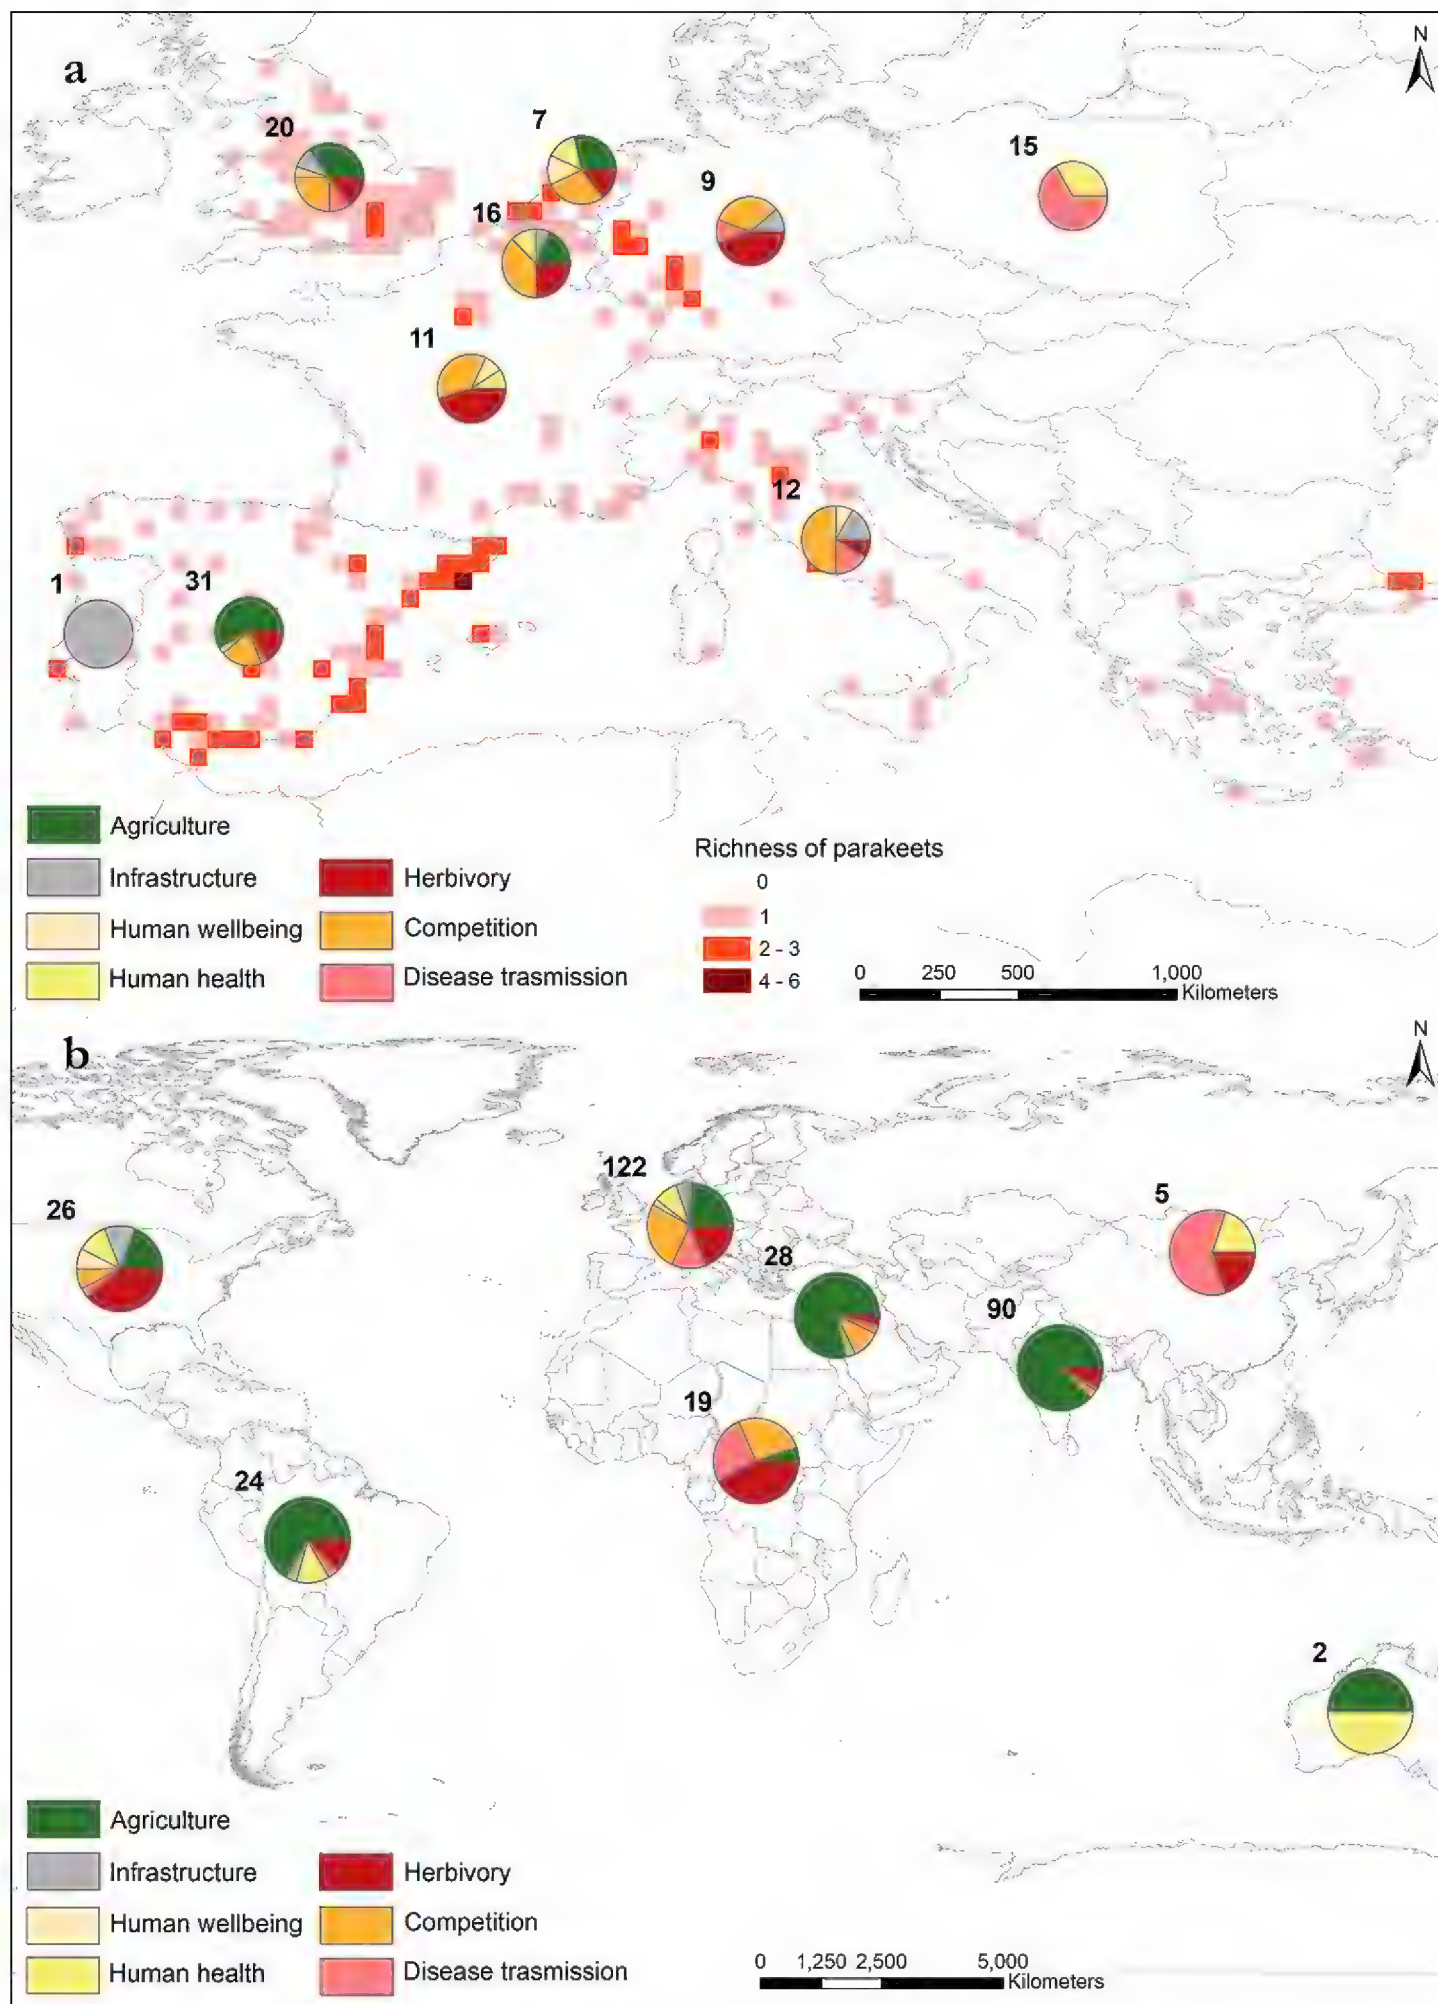 a
N
20
7
15
9
16
11
12
1
31
Agriculture
Infrastructure
Herbivory
Human wellbeing
Competition
Human health
Disease trasmission
Richness of parakeets
0
1
2 - 3
4 - 6
0 250 500 1,000
Kilometers
b
N
122
26
5
28
90
19
24
2
Agriculture
Infrastructure
Herbivory
Human wellbeing
Competition
Human health
Disease trasmission
0 1,250 2,500 5,000
Kilometers